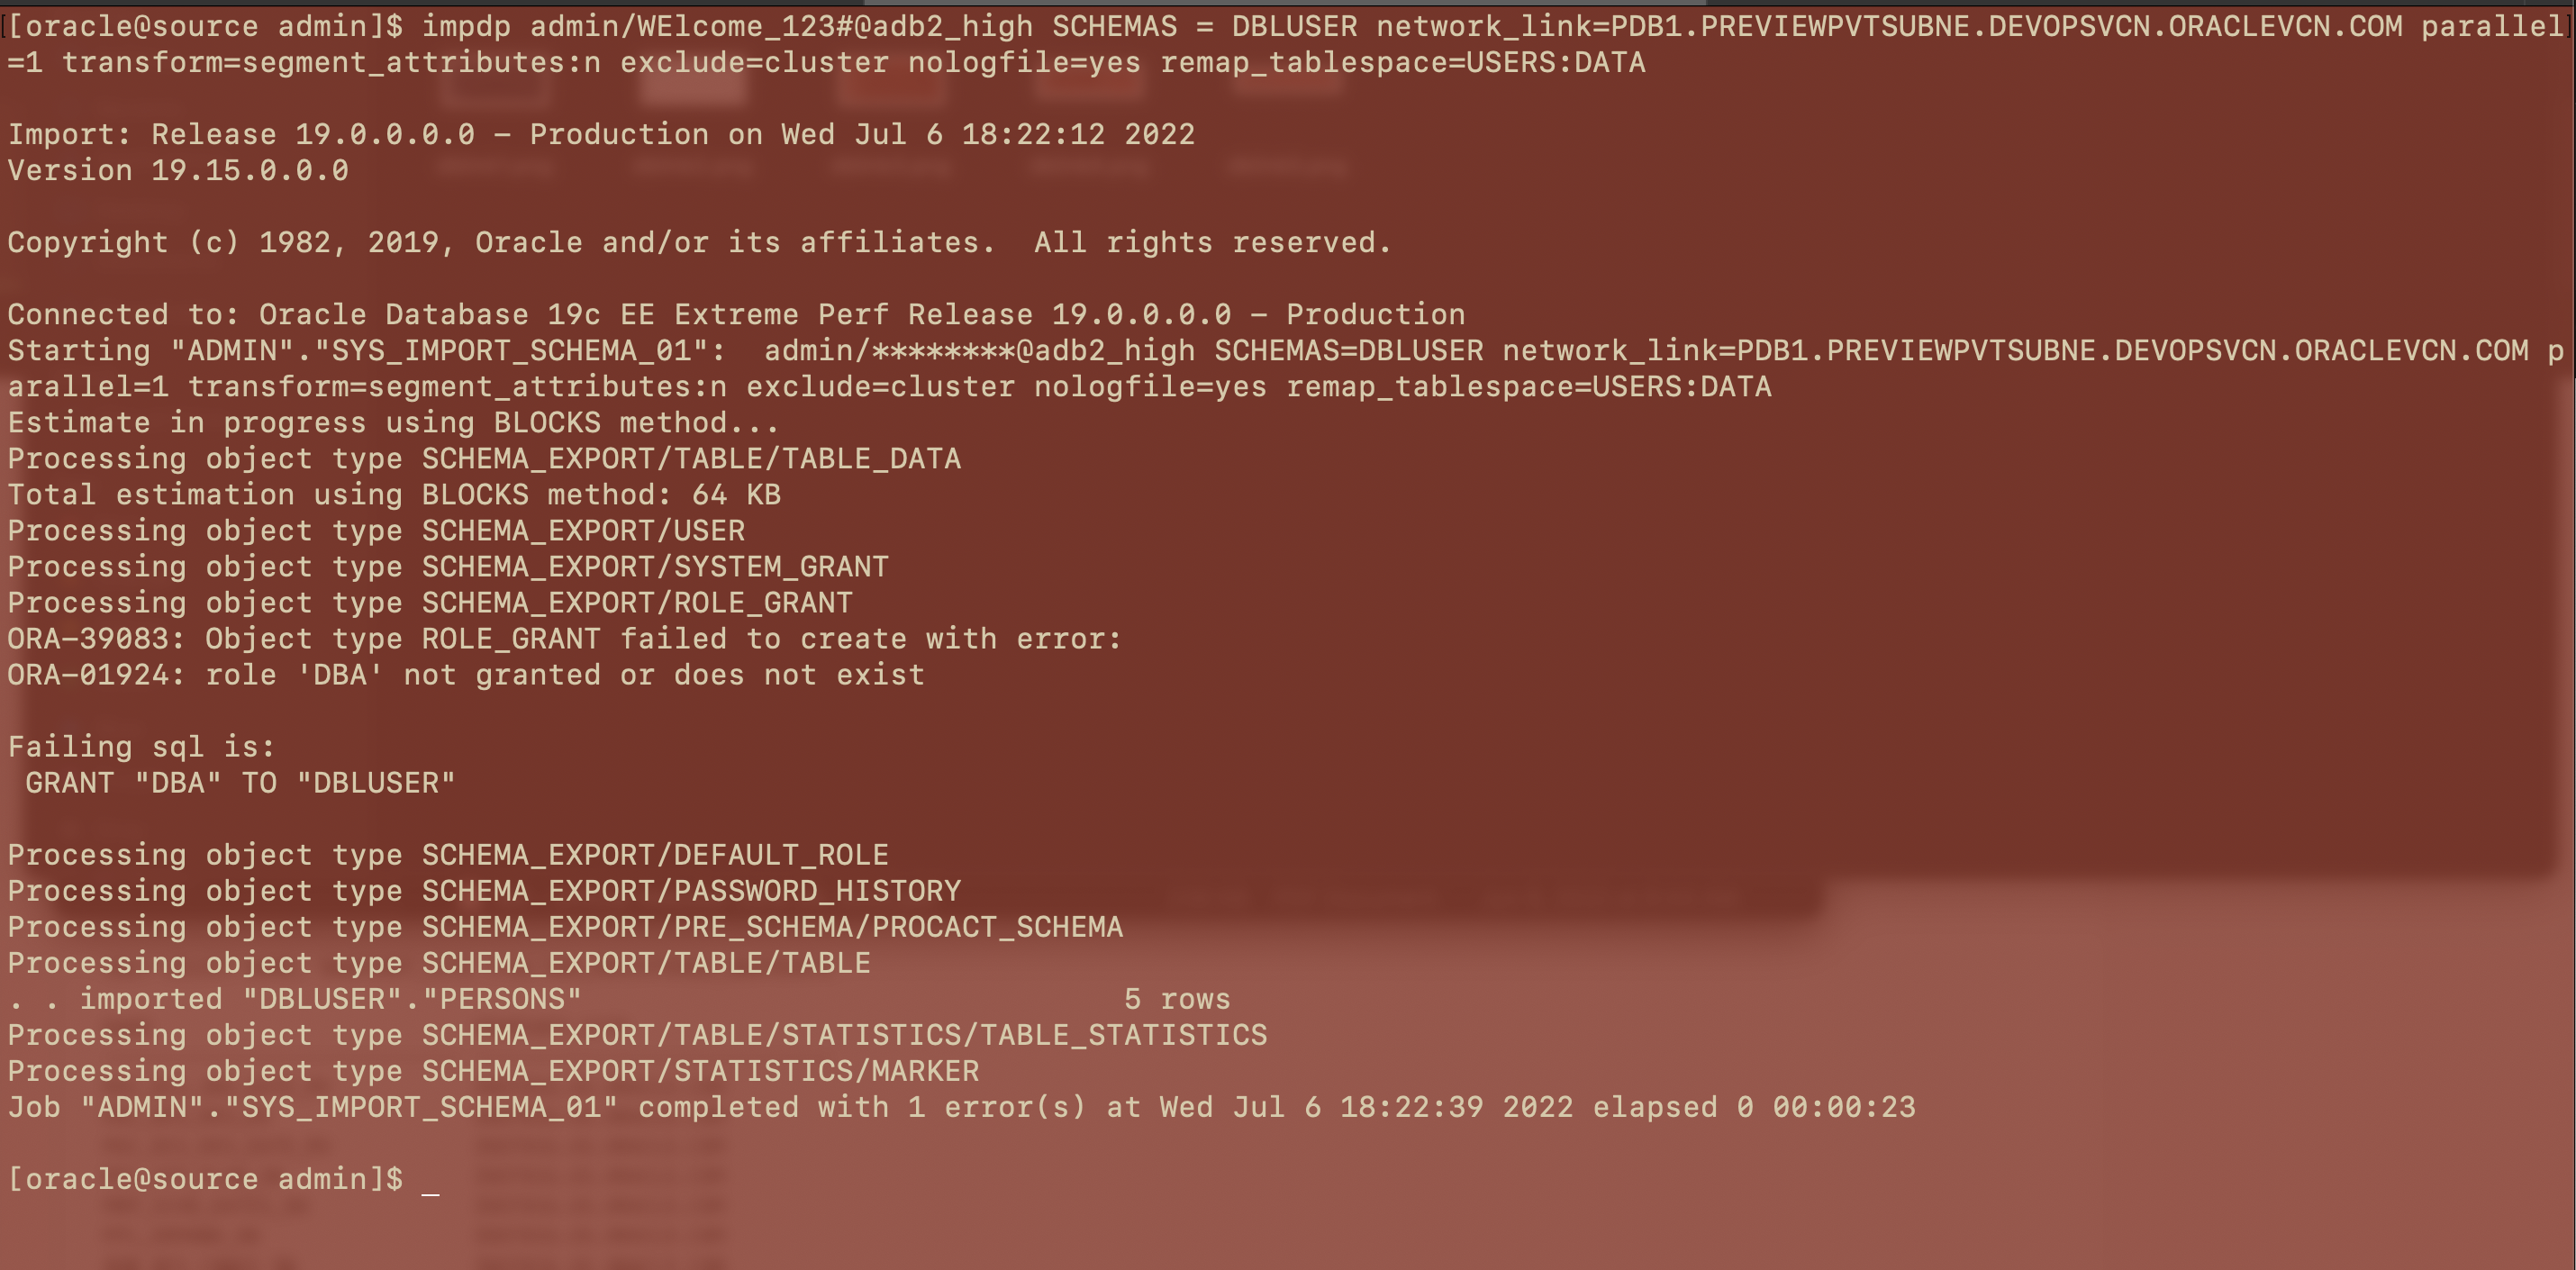 [oracle@source admin]$ impdp admin/WElcome_123#@adb2_high SCHEMAS = DBLUSER network_link=PDB1.PREVIEWPVTSUBNE.DEVOPSVCN.ORACLEVCN.COM parallel
=1 transform=segment_attributes:n exclude=cluster nologfile=yes remap_tablespace=USERS:DATA
Import: Release 19.0.0.0.0 - Production on Wed Jul 6 18:22:12 2022
Version 19.15.0.0.0
Copyright (c) 1982, 2019, Oracle and/or its affiliates.  All rights reserved.
Connected to: Oracle Database 19c EE Extreme Perf Release 19.0.0.0.0 - Production
Starting "ADMIN"."SYS_IMPORT_SCHEMA_01":  admin/********@adb2_high SCHEMAS=DBLUSER network_link=PDB1.PREVIEWPVTSUBNE.DEVOPSVCN.ORACLEVCN.COM p
arallel=1 transform=segment_attributes:n exclude=cluster nologfile=yes remap_tablespace=USERS:DATA
Estimate in progress using BLOCKS method...
Processing object type SCHEMA_EXPORT/TABLE/TABLE_DATA
Total estimation using BLOCKS method: 64 KB
Processing object type SCHEMA_EXPORT/USER
Processing object type SCHEMA_EXPORT/SYSTEM_GRANT
Processing object type SCHEMA_EXPORT/ROLE_GRANT
ORA-39083: Object type ROLE_GRANT failed to create with error:
ORA-01924: role 'DBA' not granted or does not exist
Failing sql is:
 GRANT "DBA" TO "DBLUSER"
Processing object type SCHEMA_EXPORT/DEFAULT_ROLE
Processing object type SCHEMA_EXPORT/PASSWORD_HISTORY
Processing object type SCHEMA_EXPORT/PRE_SCHEMA/PROCACT_SCHEMA
Processing object type SCHEMA_EXPORT/TABLE/TABLE
. . imported "DBLUSER"."PERSONS"                              5 rows
Processing object type SCHEMA_EXPORT/TABLE/STATISTICS/TABLE_STATISTICS
Processing object type SCHEMA_EXPORT/STATISTICS/MARKER
Job "ADMIN"."SYS_IMPORT_SCHEMA_01" completed with 1 error(s) at Wed Jul 6 18:22:39 2022 elapsed 0 00:00:23
[oracle@source admin]$ _